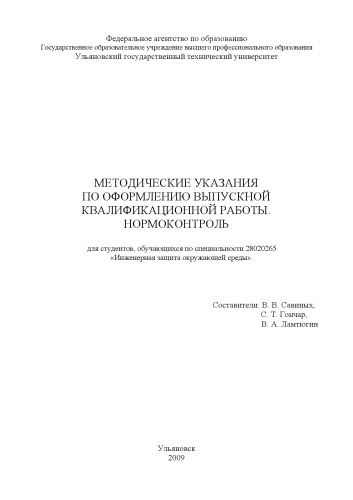 Федеральное агентство по образованию
Государственное образовательное учреждение высшего профессионального образования
Ульяновский государственный технический университет
МЕТОДИЧЕСКИЕ УКАЗАНИЯ
ПО ОФОРМЛЕНИЮ ВЫПУСКНОЙ
КВАЛИФИКАЦИОННОЙ РАБОТЫ.
НОРМОКОНТРОЛЬ
для студентов, обучающихся по специальности 28020265
«Инженерная защита окружающей среды»
Составители: В. В. Савиных,
С. Т. Гончар,
В. А. Ламтюгин
Ульяновск
2009